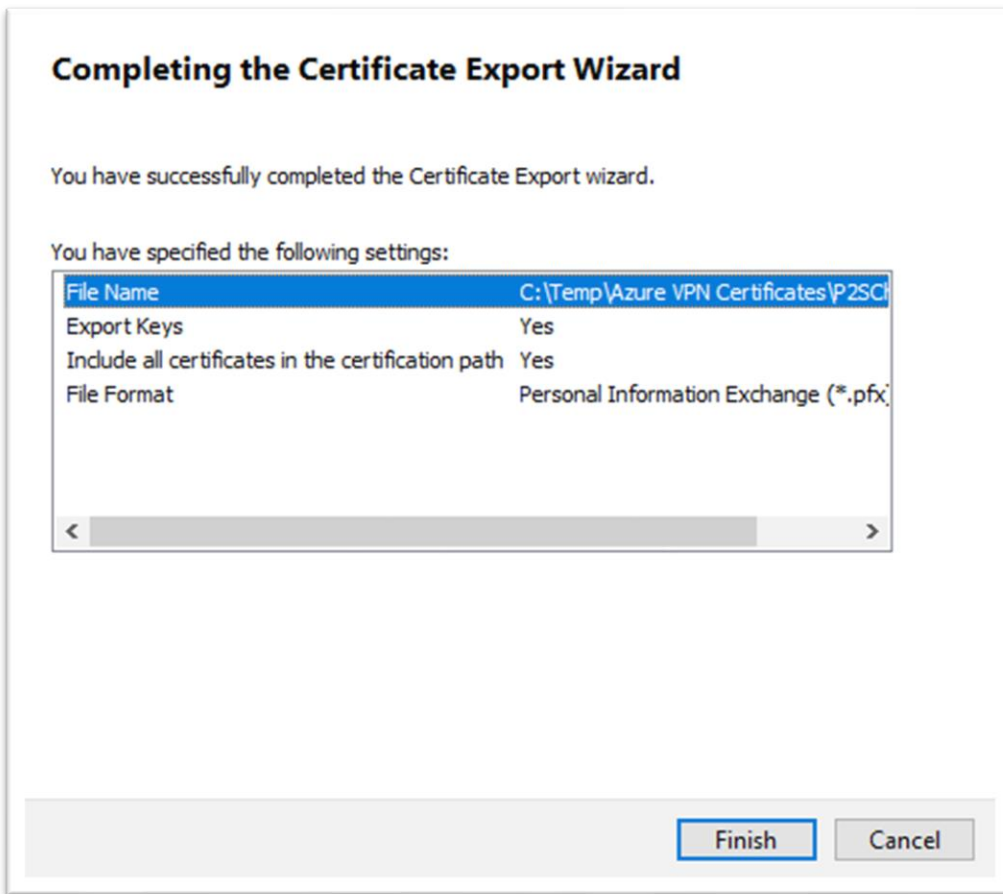 Completing the Certificate Export Wizard
You have successfully completed the Certificate Export wizard.
You have specified the following settings:
File Name C:\Temp\Azure VPN Certificates\P2SCh
Export Keys Yes
Include all certificates in the certification path Yes
File Format Personal Information Exchange (*.pfx)
Finish Cancel